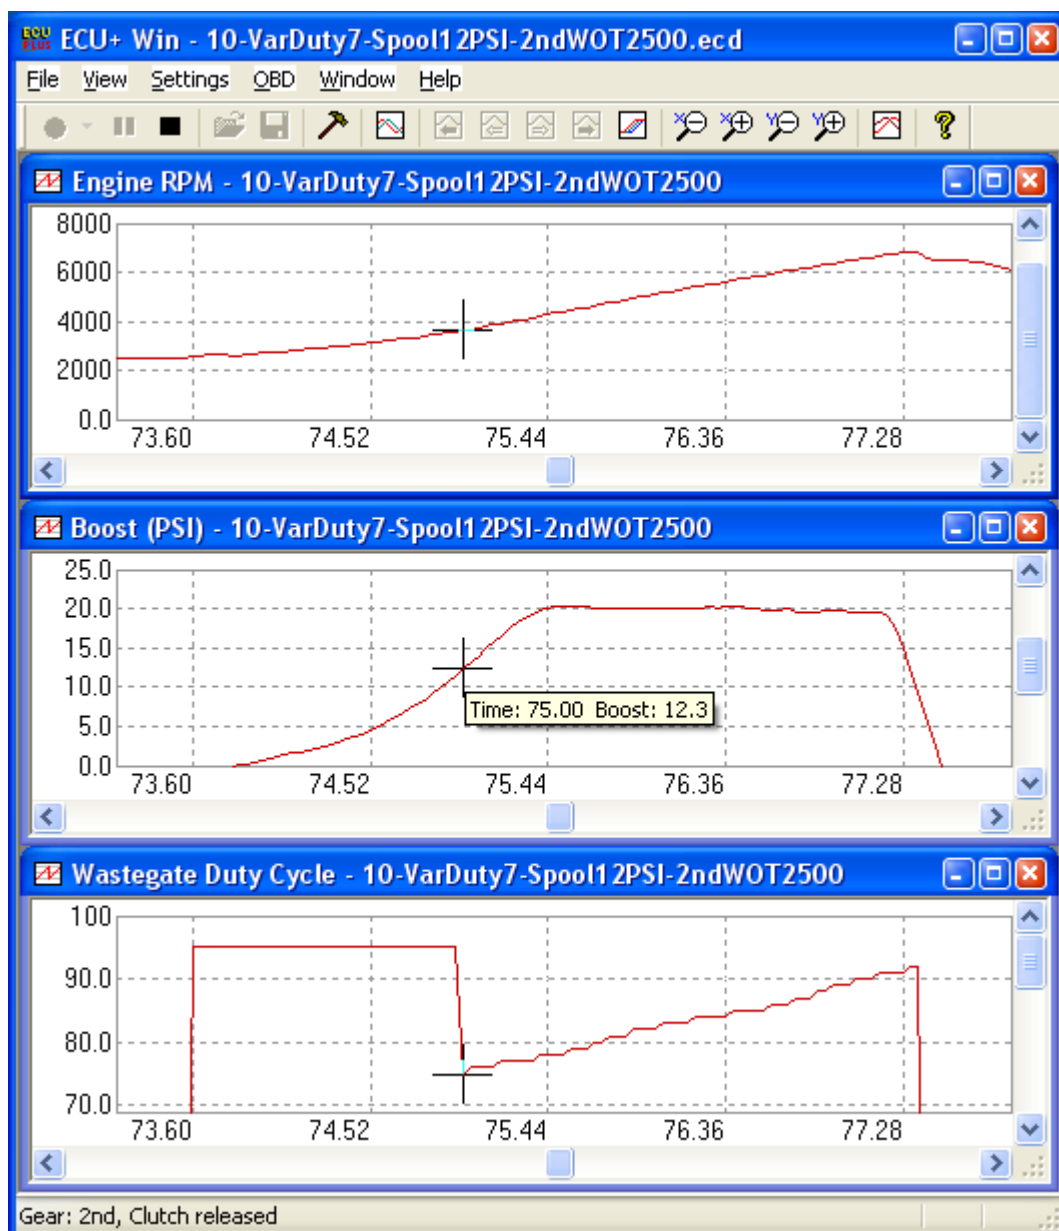 ECU PLUS ECU+ Win - 10-VarDuty7-Spool12PSI-2ndWOT2500.ecd
File View Settings OBD Window Help
X X Y Y ?
Engine RPM - 10-VarDuty7-Spool12PSI-2ndWOT2500
8000
6000
4000
2000
0.0
73.60 74.52 75.44 76.36 77.28
Boost (PSI) - 10-VarDuty7-Spool12PSI-2ndWOT2500
25.0
20.0
15.0
10.0
Time: 75.00 Boost: 12.3
5.0
0.0
73.60 74.52 75.44 76.36 77.28
Wastegate Duty Cycle - 10-VarDuty7-Spool12PSI-2ndWOT2500
100
90.0
80.0
70.0
73.60 74.52 75.44 76.36 77.28
Gear: 2nd, Clutch released